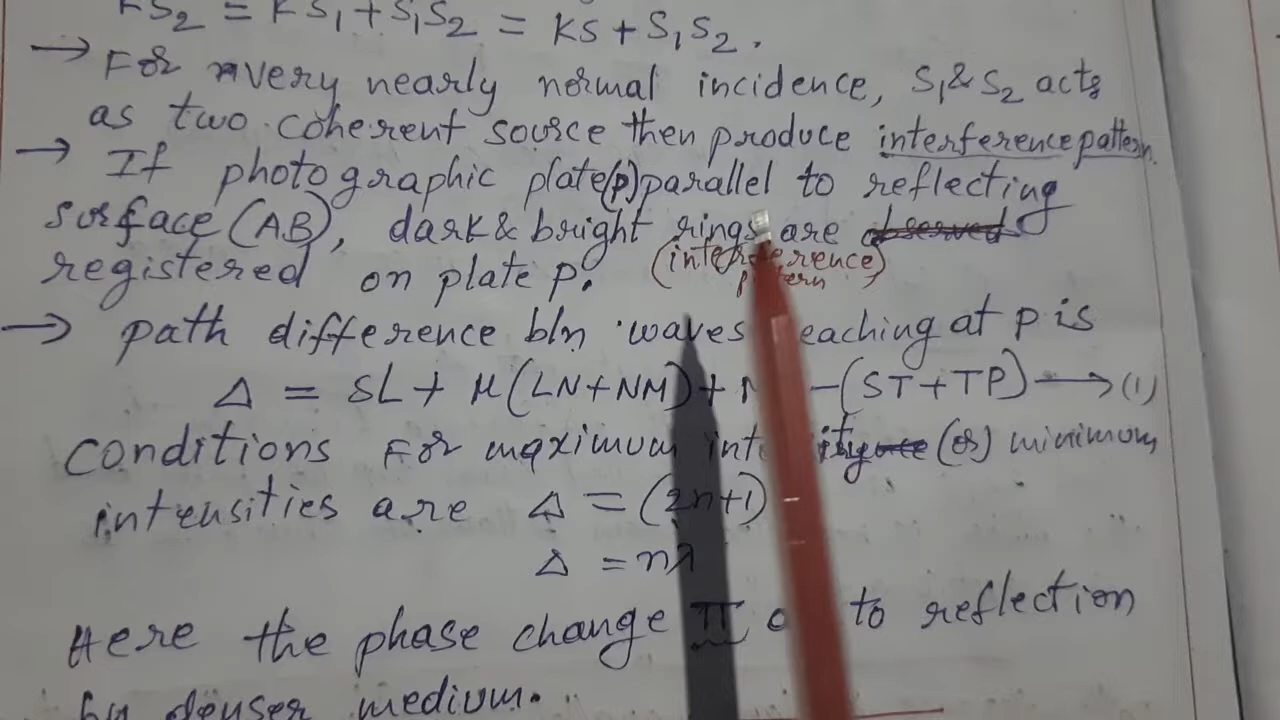 KS₂ = KS₁ + S₁S₂ = KS + S₁S₂.
→ For very nearly normal incidence, S₁ & S₂ acts
as two coherent source then produce interference pattern.
→ If photographic plate (P) parallel to reflecting
surface (AB), dark & bright rings are observed
(interference
pattern)
registered on plate P.
→ path difference b/n waves reaching at P is
Δ = SL + μ(LN+NM) + − (ST+TP) → (1)
conditions For maximum intensity (or) minimum
intensities are Δ = (2n+1)
Δ = nλ
Here the phase change π to reflection
by denser medium.